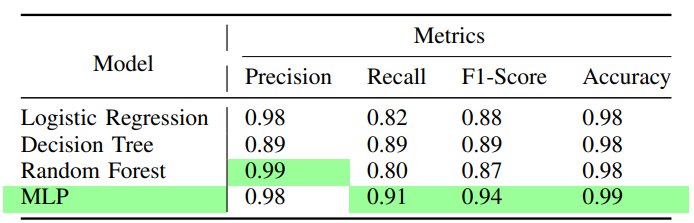 Model Metrics
Precision Recall F1-Score Accuracy
Logistic Regression 0.98 0.82 0.88 0.98
Decision Tree 0.89 0.89 0.89 0.98
Random Forest 0.99 0.80 0.87 0.98
MLP 0.98 0.91 0.94 0.99